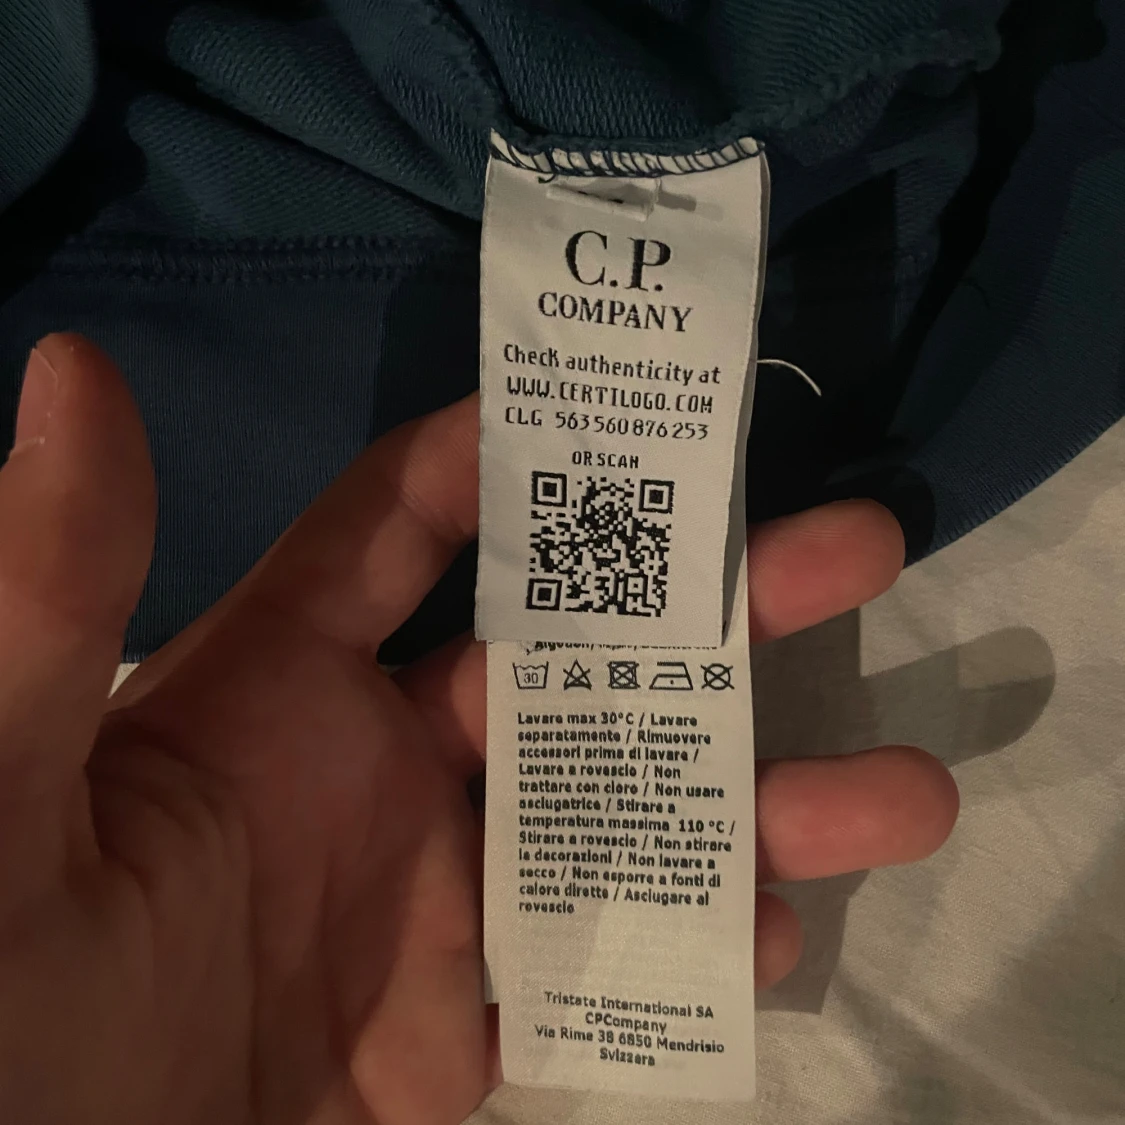 C.P.
COMPANY
Check authenticity at
WWW.CERTILOGO.COM
CLG 563560876253
OR SCAN
30
Lavare max 30°C / Lavare
separatamente / Rimuovere
accessori prima di lavare /
Lavare a rovescio / Non
trattare con cloro / Non usare
asciugatrice / Stirare a
temperatura massima 110 °C /
Stirare a rovescio / Non stirare
le decorazioni / Non lavare a
secco / Non esporre a fonti di
calore dirette / Asciugare al
rovescio
Tristate International SA
CPCompany
Via Rime 38 6850 Mendrisio
Svizzera